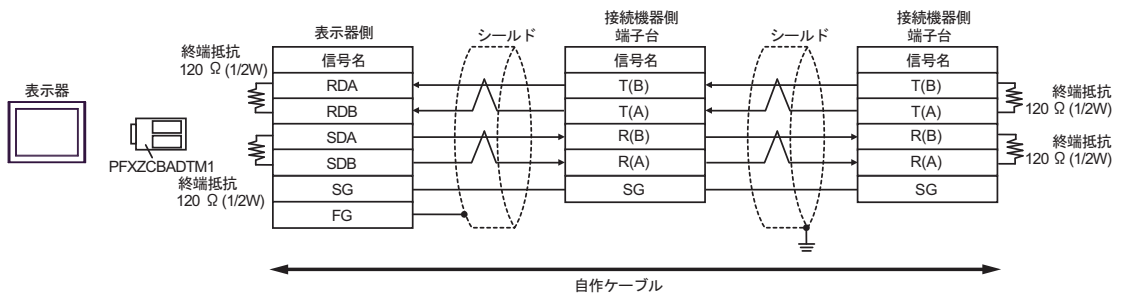 表示器
PFXZCBADTM1
終端抵抗
120 Ω (1/2W)
終端抵抗
120 Ω (1/2W)
表示器側
信号名
RDA
RDB
SDA
SDB
SG
FG
シールド
接続機器側
端子台
信号名
T(B)
T(A)
R(B)
R(A)
SG
シールド
接続機器側
端子台
信号名
T(B)
T(A)
R(B)
R(A)
SG
終端抵抗
120 Ω (1/2W)
終端抵抗
120 Ω (1/2W)
自作ケーブル